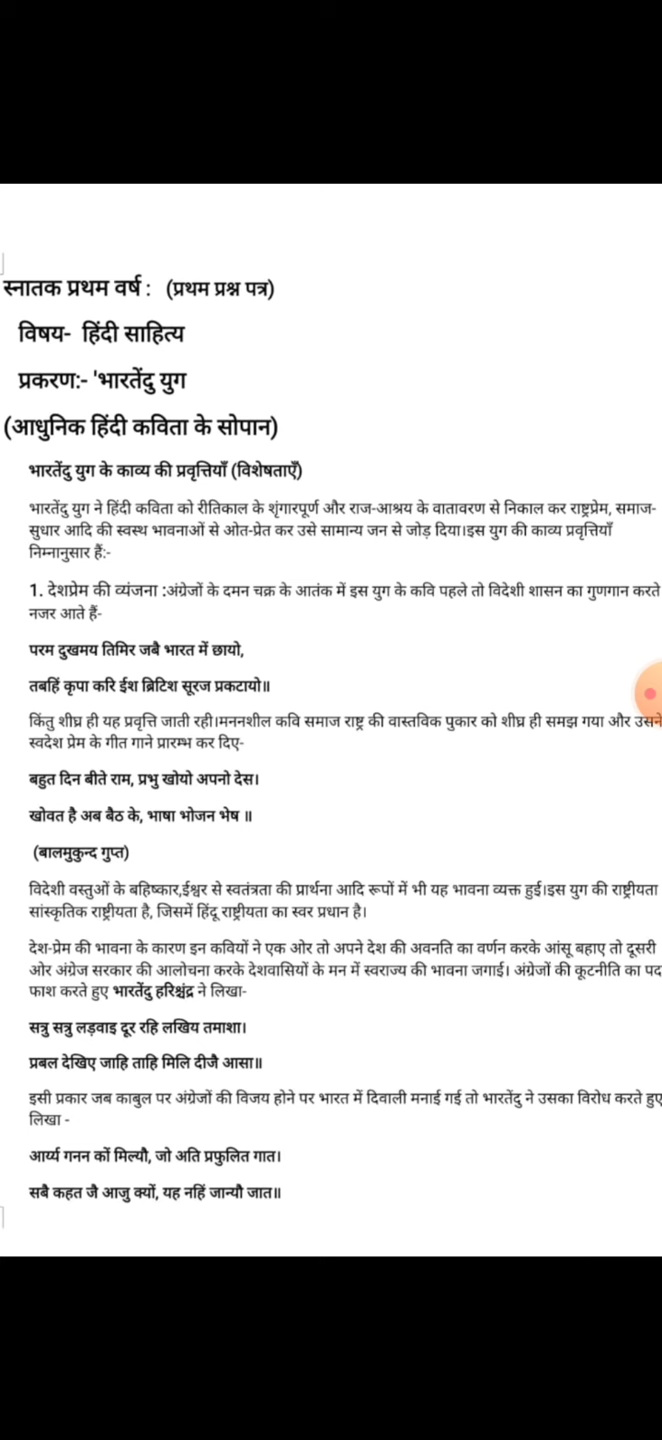 स्नातक प्रथम वर्ष : (प्रथम प्रश्न पत्र)
विषय- हिंदी साहित्य
प्रकरण:- 'भारतेंदु युग
(आधुनिक हिंदी कविता के सोपान)
भारतेंदु युग के काव्य की प्रवृत्तियाँ (विशेषताएँ)
भारतेंदु युग ने हिंदी कविता को रीतिकाल के शृंगारपूर्ण और राज-आश्रय के वातावरण से निकाल कर राष्ट्रप्रेम, समाज-
सुधार आदि की स्वस्थ भावनाओं से ओत-प्रेत कर उसे सामान्य जन से जोड़ दिया।इस युग की काव्य प्रवृत्तियाँ
निम्नानुसार हैं:-
1. देशप्रेम की व्यंजना :अंग्रेजों के दमन चक्र के आतंक में इस युग के कवि पहले तो विदेशी शासन का गुणगान करते
नजर आते हैं-
परम दुखमय तिमिर जबै भारत में छायो,
तबहिं कृपा करि ईश ब्रिटिश सूरज प्रकटायो॥
किंतु शीघ्र ही यह प्रवृत्ति जाती रही।मननशील कवि समाज राष्ट्र की वास्तविक पुकार को शीघ्र ही समझ गया और उसने
स्वदेश प्रेम के गीत गाने प्रारम्भ कर दिए-
बहुत दिन बीते राम, प्रभु खोयो अपनो देस।
खोवत है अब बैठ के, भाषा भोजन भेष ॥
(बालमुकुन्द गुप्त)
विदेशी वस्तुओं के बहिष्कार,ईश्वर से स्वतंत्रता की प्रार्थना आदि रूपों में भी यह भावना व्यक्त हुई।इस युग की राष्ट्रीयता
सांस्कृतिक राष्ट्रीयता है, जिसमें हिंदू राष्ट्रीयता का स्वर प्रधान है।
देश-प्रेम की भावना के कारण इन कवियों ने एक ओर तो अपने देश की अवनति का वर्णन करके आंसू बहाए तो दूसरी
ओर अंग्रेज सरकार की आलोचना करके देशवासियों के मन में स्वराज्य की भावना जगाई। अंग्रेजों की कूटनीति का पद
फाश करते हुए भारतेंदु हरिश्चंद्र ने लिखा-
सत्रु सत्रु लड़वाइ दूर रहि लखिय तमाशा।
प्रबल देखिए जाहि ताहि मिलि दीजै आसा॥
इसी प्रकार जब काबुल पर अंग्रेजों की विजय होने पर भारत में दिवाली मनाई गई तो भारतेंदु ने उसका विरोध करते हुए
लिखा -
आर्य्य गनन कों मिल्यौ, जो अति प्रफुलित गात।
सबै कहत जै आजु क्यों, यह नहिं जान्यौ जात॥